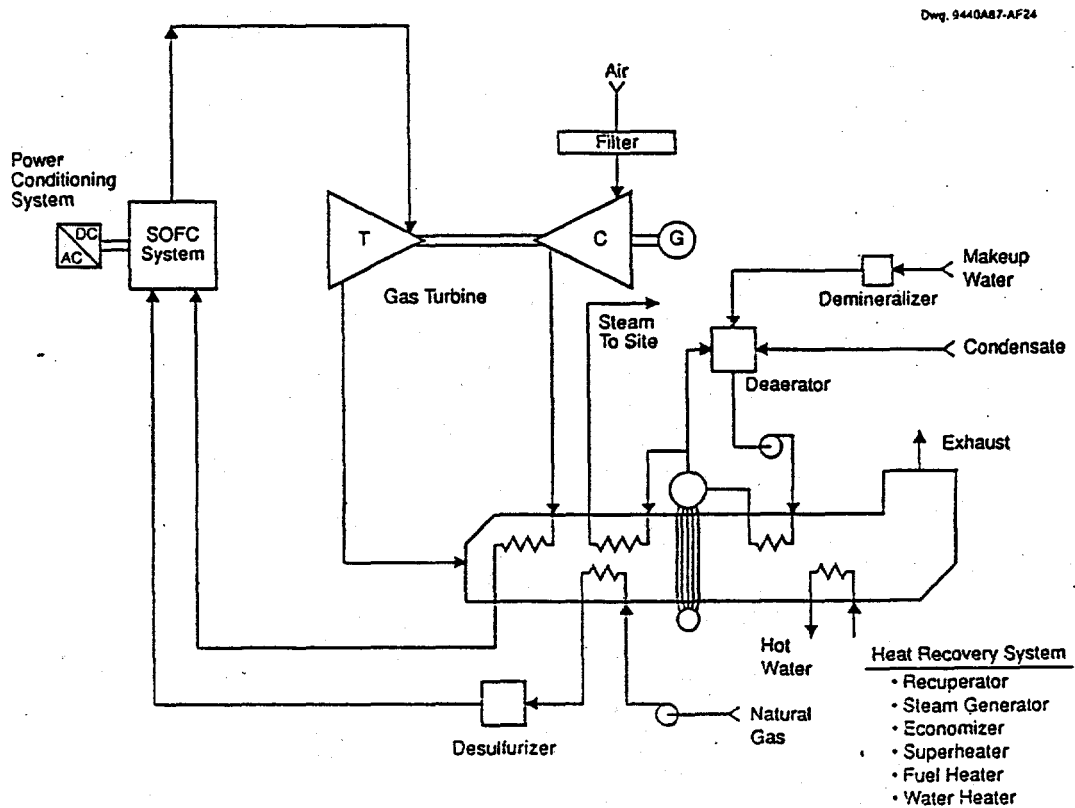 Dwg. 9440A87-AF24
Air
Filter
Power
Conditioning
System
DC
AC
SOFC
System
T
C
G
Gas Turbine
Steam
To Site
Makeup
Water
Demineralizer
Condensate
Deaerator
Exhaust
Hot
Water
Heat Recovery System
• Recuperator
• Steam Generator
• Economizer
• Superheater
• Fuel Heater
• Water Heater
Natural
Gas
Desulfurizer